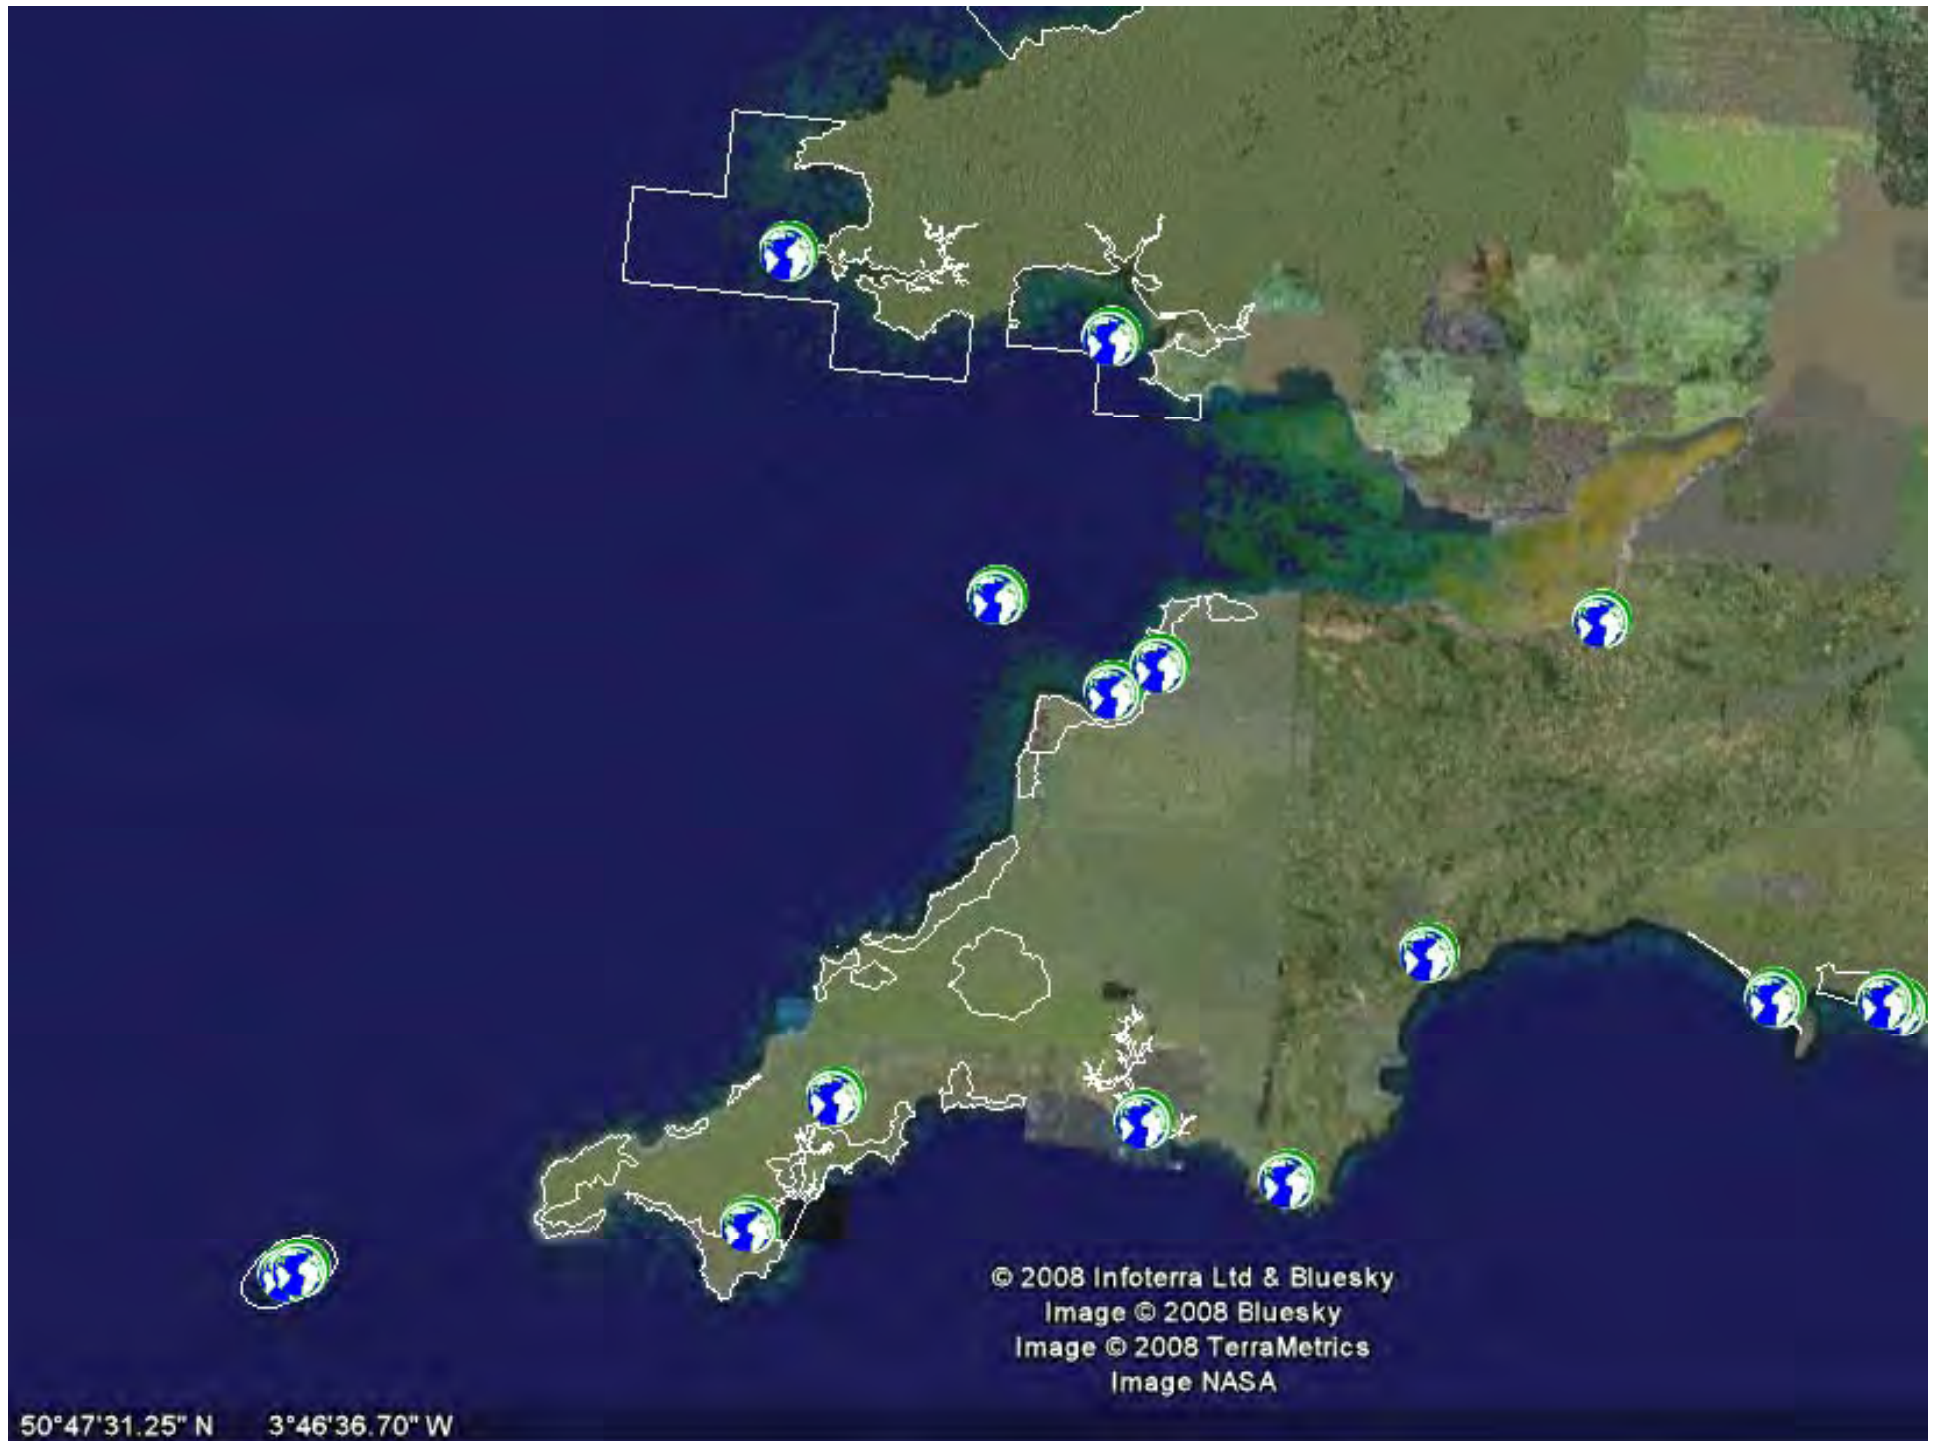 © 2008 Infoterra Ltd & Bluesky
Image © 2008 Bluesky
Image © 2008 TerraMetrics
Image NASA
50°47'31.25" N 3°46'36.70" W